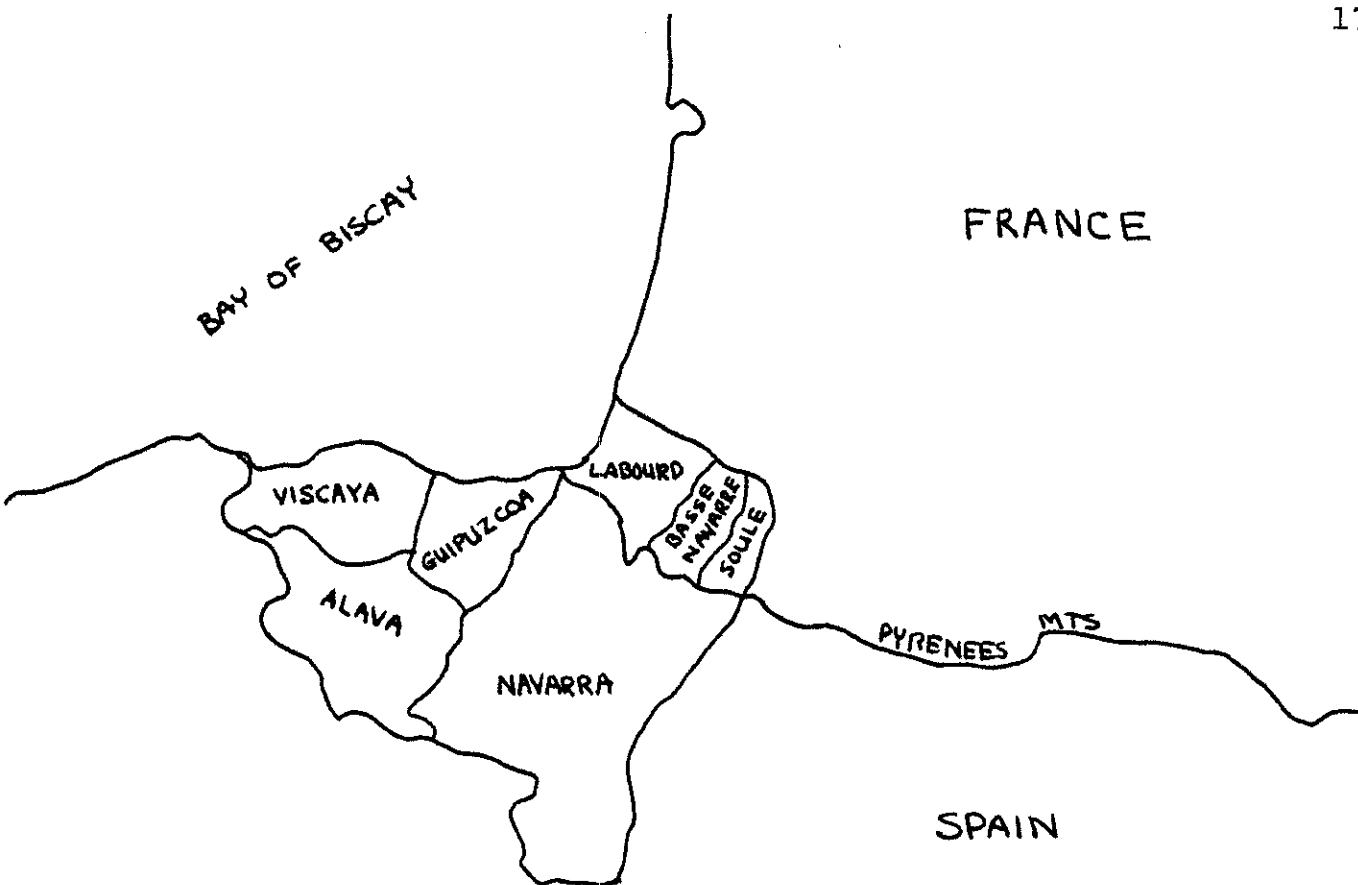 17
BAY OF BISCAY
FRANCE
LABOURD
VISCAYA
GUIPUZCOA
BASSE
NAVARRE
SOULE
ALAVA
PYRENEES MTS
NAVARRA
SPAIN